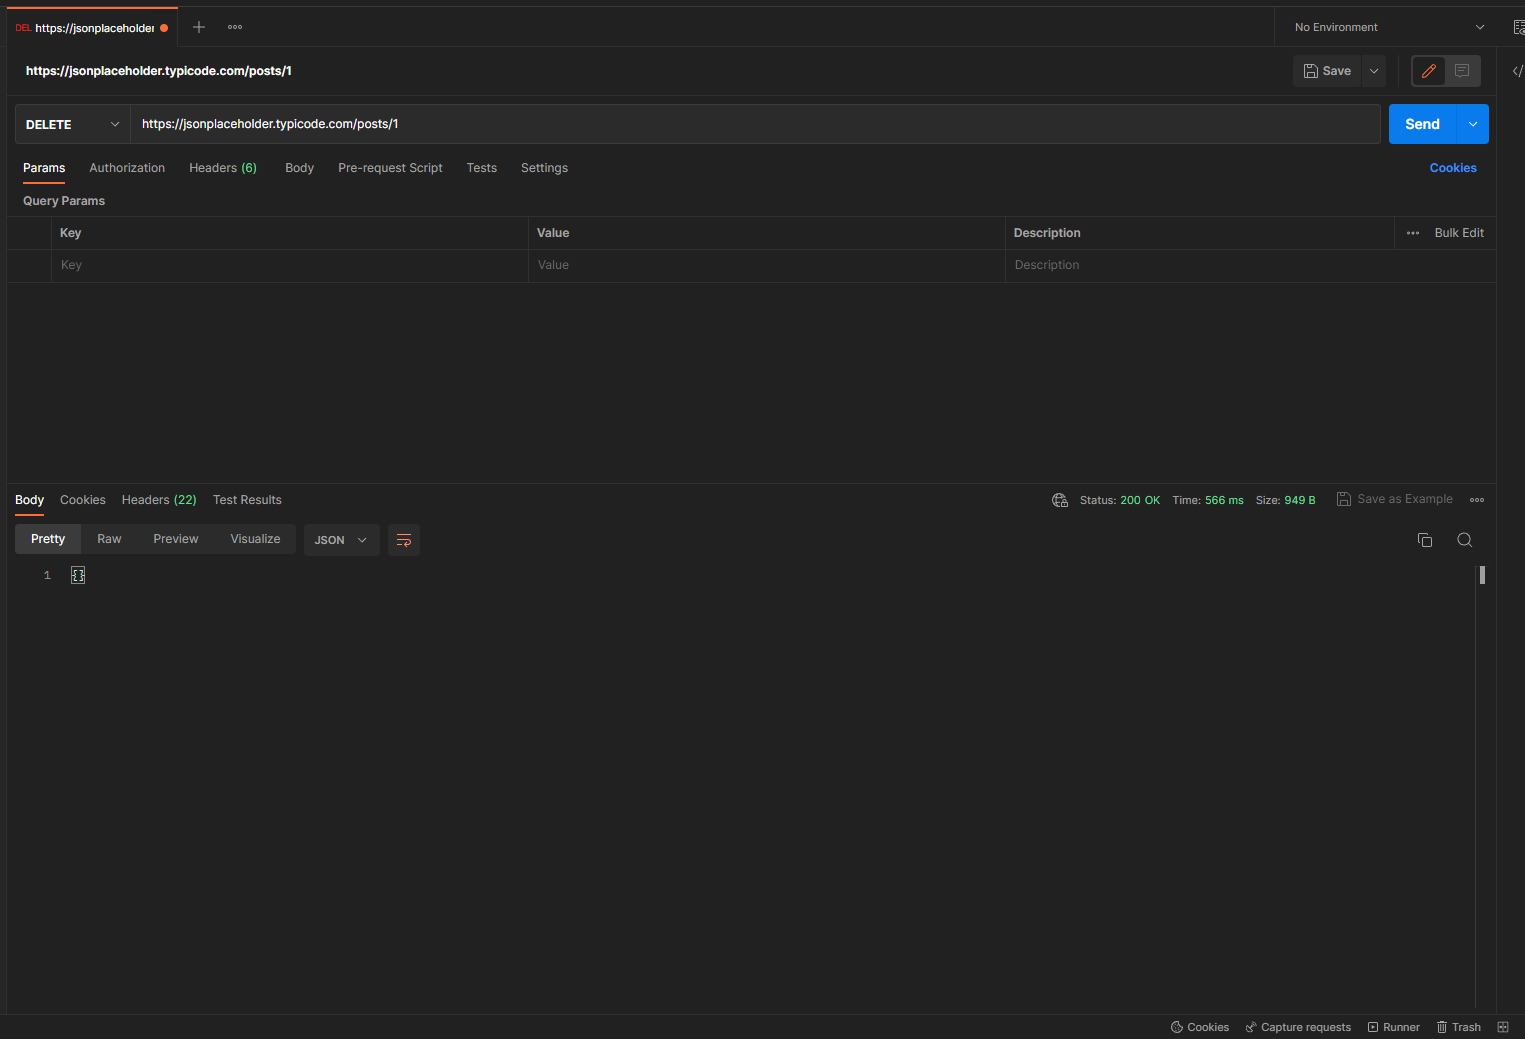 DEL https://jsonplaceholder
No Environment
https://jsonplaceholder.typicode.com/posts/1
Save
DELETE
https://jsonplaceholder.typicode.com/posts/1
Send
Params Authorization Headers (6) Body Pre-request Script Tests Settings Cookies
Query Params
Key Value Description Bulk Edit
Key Value Description
Body Cookies Headers (22) Test Results Status: 200 OK Time: 566 ms Size: 949 B Save as Example
Pretty Raw Preview Visualize JSON
1 {}
Cookies Capture requests Runner Trash